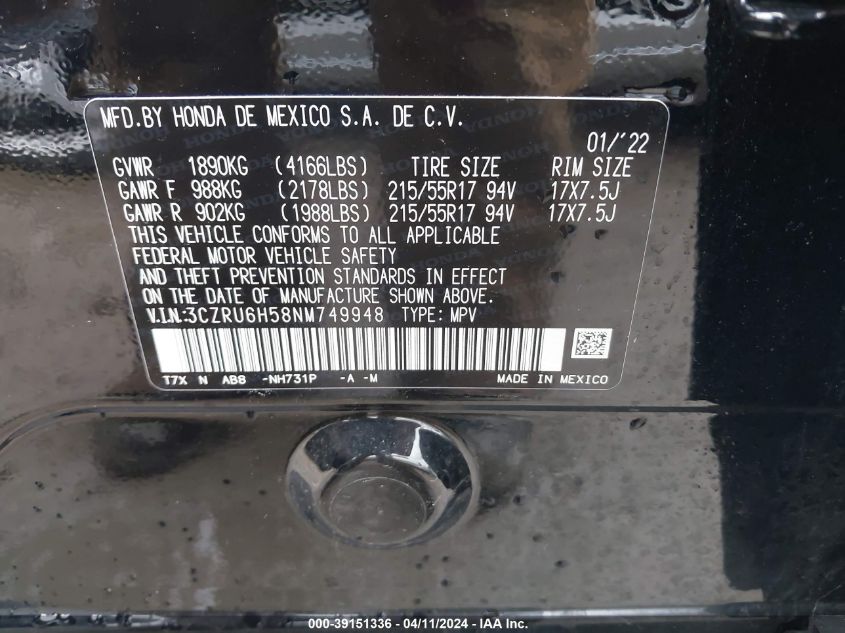 MFD.BY HONDA DE MEXICO S.A. DE C.V.
01/'22
GVWR 1890KG (4166LBS) TIRE SIZE RIM SIZE
GAWR F 988KG (2178LBS) 215/55R17 94V 17X7.5J
GAWR R 902KG (1988LBS) 215/55R17 94V 17X7.5J
THIS VEHICLE CONFORMS TO ALL APPLICABLE
FEDERAL MOTOR VEHICLE SAFETY
AND THEFT PREVENTION STANDARDS IN EFFECT
ON THE DATE OF MANUFACTURE SHOWN ABOVE.
V.I.N:3CZRU6H58NM749948 TYPE: MPV
T7X N AB8 -NH731P -A -M MADE IN MEXICO
000-39151336 - 04/11/2024 - IAA Inc.